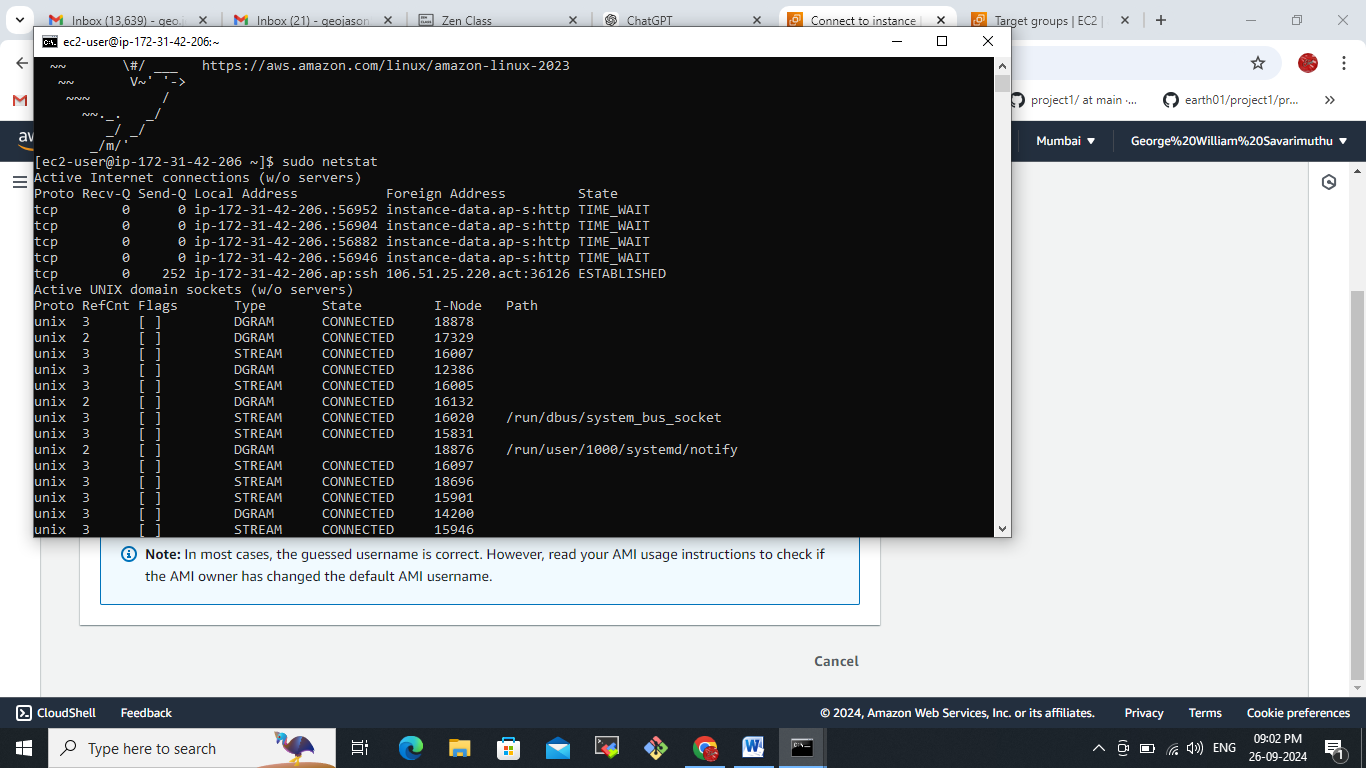 Inbox (13,639) - geo.j
Inbox (21) - geojason
Zen Class
ChatGPT
Connect to instance
Target groups | EC2 |
ec2-user@ip-172-31-42-206:~
project1/ at main -...
earth01/project1/pr...
Mumbai
George%20William%20Savarimuthu
~~       \#/ ___   https://aws.amazon.com/linux/amazon-linux-2023
~~       V~' '->
~~~         /
~~._.   _/
_/ _/
_/m/'
[ec2-user@ip-172-31-42-206 ~]$ sudo netstat
Active Internet connections (w/o servers)
Proto Recv-Q Send-Q Local Address           Foreign Address         State
tcp        0      0 ip-172-31-42-206.:56952 instance-data.ap-s:http TIME_WAIT
tcp        0      0 ip-172-31-42-206.:56904 instance-data.ap-s:http TIME_WAIT
tcp        0      0 ip-172-31-42-206.:56882 instance-data.ap-s:http TIME_WAIT
tcp        0      0 ip-172-31-42-206.:56946 instance-data.ap-s:http TIME_WAIT
tcp        0    252 ip-172-31-42-206.ap:ssh 106.51.25.220.act:36126 ESTABLISHED
Active UNIX domain sockets (w/o servers)
Proto RefCnt Flags       Type       State         I-Node   Path
unix  3      [ ]         DGRAM      CONNECTED     18878
unix  2      [ ]         DGRAM      CONNECTED     17329
unix  3      [ ]         STREAM     CONNECTED     16007
unix  3      [ ]         DGRAM      CONNECTED     12386
unix  3      [ ]         STREAM     CONNECTED     16005
unix  2      [ ]         DGRAM      CONNECTED     16132
unix  3      [ ]         STREAM     CONNECTED     16020    /run/dbus/system_bus_socket
unix  3      [ ]         STREAM     CONNECTED     15831
unix  2      [ ]         DGRAM                    18876    /run/user/1000/systemd/notify
unix  3      [ ]         STREAM     CONNECTED     16097
unix  3      [ ]         STREAM     CONNECTED     18696
unix  3      [ ]         STREAM     CONNECTED     15901
unix  3      [ ]         DGRAM      CONNECTED     14200
unix  3      [ ]         STREAM     CONNECTED     15946
Note: In most cases, the guessed username is correct. However, read your AMI usage instructions to check if
the AMI owner has changed the default AMI username.
Cancel
CloudShell
Feedback
© 2024, Amazon Web Services, Inc. or its affiliates.
Privacy
Terms
Cookie preferences
Type here to search
ENG
09:02 PM
26-09-2024
1